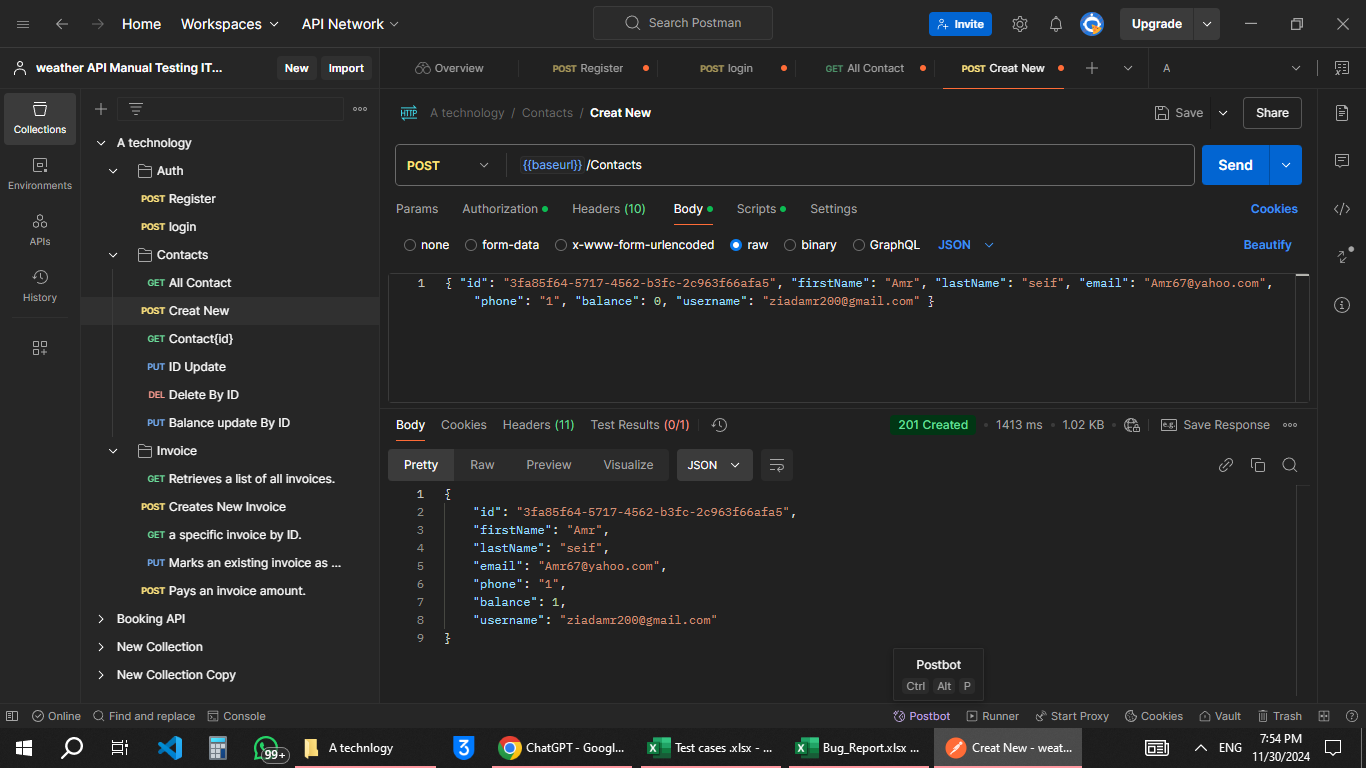 Home Workspaces API Network Search Postman Invite Upgrade
weather API Manual Testing IT... New Import Overview POST Register POST login GET All Contact POST Creat New A
Collections
Environments
APIs
History
A technology
Auth
POST Register
POST login
Contacts
GET All Contact
POST Creat New
GET Contact{id}
PUT ID Update
DEL Delete By ID
PUT Balance update By ID
Invoice
GET Retrieves a list of all invoices.
POST Creates New Invoice
GET a specific invoice by ID.
PUT Marks an existing invoice as ...
POST Pays an invoice amount.
Booking API
New Collection
New Collection Copy
HTTP A technology / Contacts / Creat New Save Share
POST {{baseurl}} /Contacts Send
Params Authorization Headers (10) Body Scripts Settings Cookies
none form-data x-www-form-urlencoded raw binary GraphQL JSON Beautify
1 { "id": "3fa85f64-5717-4562-b3fc-2c963f66afa5", "firstName": "Amr", "lastName": "seif", "email": "Amr67@yahoo.com",
"phone": "1", "balance": 0, "username": "ziadamr200@gmail.com" }
Body Cookies Headers (11) Test Results (0/1) 201 Created 1413 ms 1.02 KB e.g. Save Response
Pretty Raw Preview Visualize JSON
1 {
2 "id": "3fa85f64-5717-4562-b3fc-2c963f66afa5",
3 "firstName": "Amr",
4 "lastName": "seif",
5 "email": "Amr67@yahoo.com",
6 "phone": "1",
7 "balance": 1,
8 "username": "ziadamr200@gmail.com"
9 }
Postbot
Ctrl Alt P
Online Find and replace Console Postbot Runner Start Proxy Cookies Vault Trash
99+ A technlogy 3 ChatGPT - Googl... Test cases .xlsx - ... Bug_Report.xlsx ... Creat New - weat... ENG 7:54 PM
11/30/2024